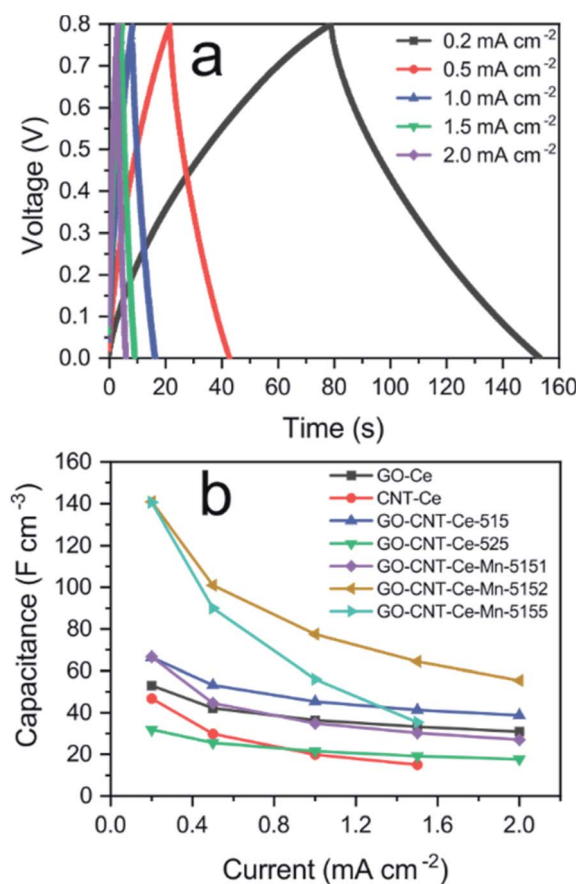 a
0.2 mA cm⁻²
0.5 mA cm⁻²
1.0 mA cm⁻²
1.5 mA cm⁻²
2.0 mA cm⁻²
Voltage (V)
0.8
0.7
0.6
0.5
0.4
0.3
0.2
0.1
0.0
0 20 40 60 80 100 120 140 160
Time (s)
b
GO-Ce
CNT-Ce
GO-CNT-Ce-515
GO-CNT-Ce-525
GO-CNT-Ce-Mn-5151
GO-CNT-Ce-Mn-5152
GO-CNT-Ce-Mn-5155
Capacitance (F cm⁻³)
160
140
120
100
80
60
40
20
0
0.0 0.4 0.8 1.2 1.6 2.0
Current (mA cm⁻²)